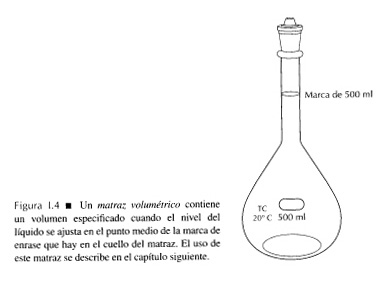 Marca de 500 ml
TC
20° C 500 ml
Figura I.4 ■ Un matraz volumétrico contiene
un volumen especificado cuando el nivel del
líquido se ajusta en el punto medio de la marca de
enrase que hay en el cuello del matraz. El uso de
este matraz se describe en el capítulo siguiente.